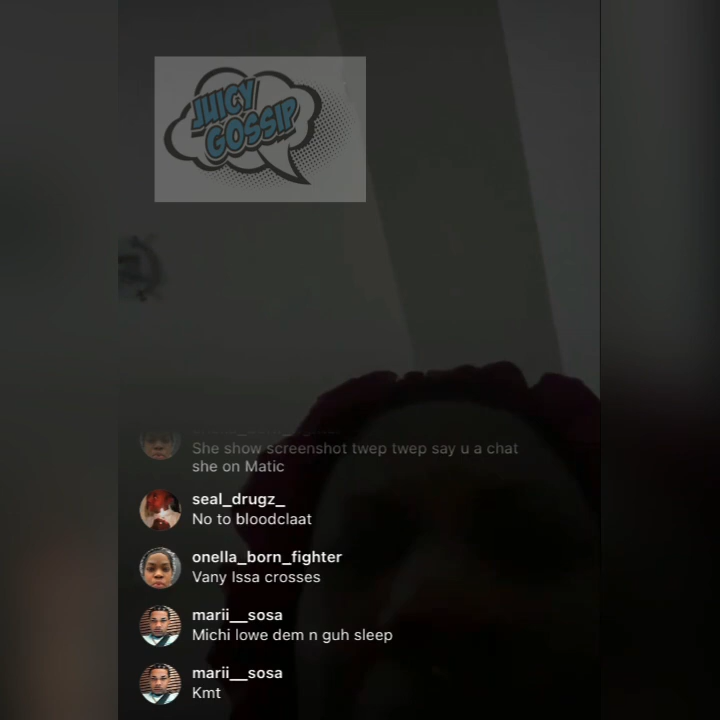 JUICY
GOSSIP
She show screenshot twep twep say u a chat
she on Matic
seal_drugz_
No to bloodclaat
onella_born_fighter
Vany Issa crosses
marii__sosa
Michi lowe dem n guh sleep
marii__sosa
Kmt